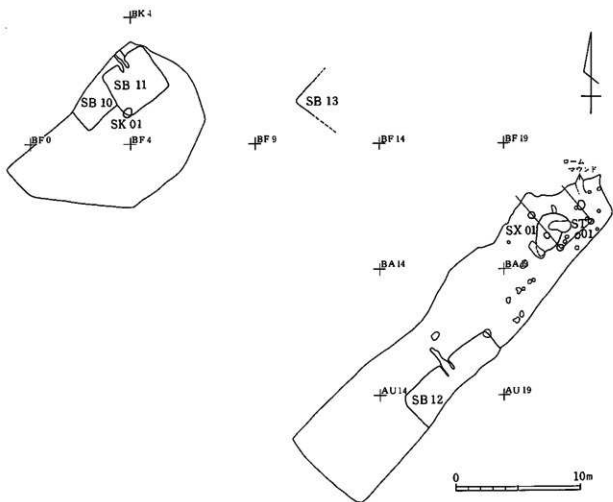 BK 4
SB 11
SB 10
SB 13
SK 01
BF 0
BF 4
BF 9
BF 14
BF 19
ローム
マウンド
SX 01
ST
01
BA 14
BA
AU 14
AU 19
SB 12
0
10m